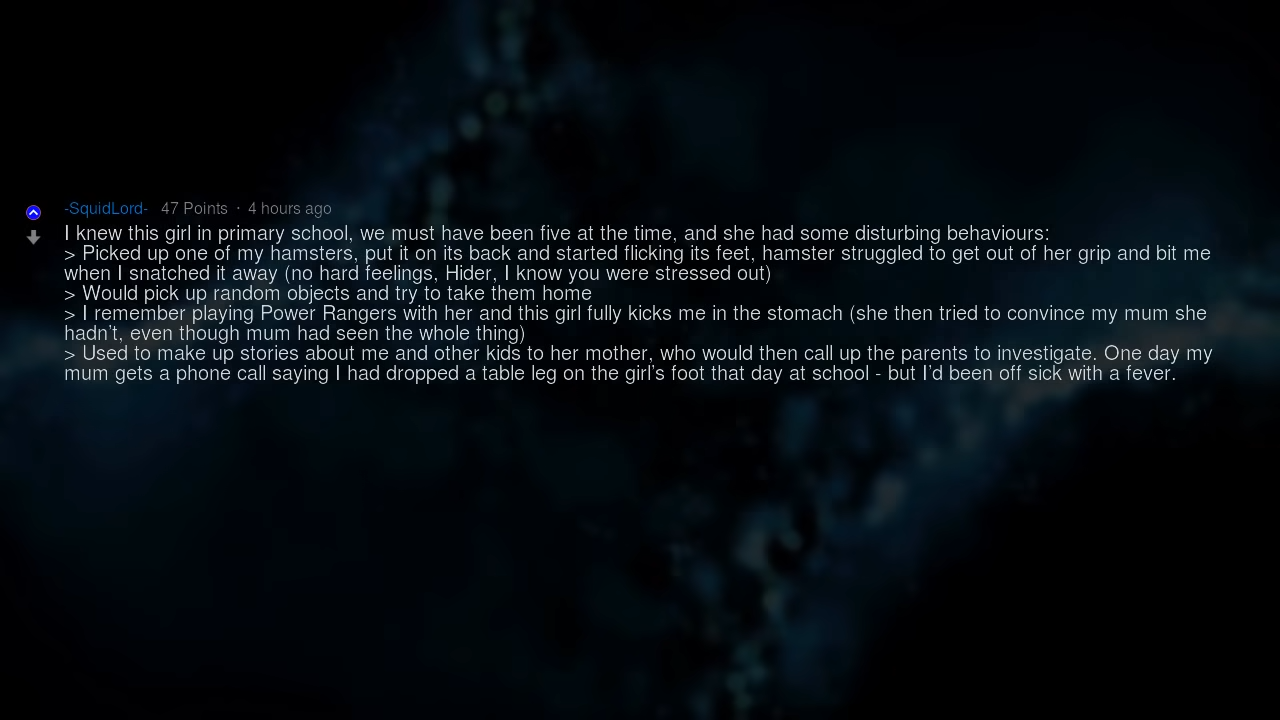 -SquidLord- 47 Points · 4 hours ago
I knew this girl in primary school, we must have been five at the time, and she had some disturbing behaviours:
> Picked up one of my hamsters, put it on its back and started flicking its feet, hamster struggled to get out of her grip and bit me
when I snatched it away (no hard feelings, Hider, I know you were stressed out)
> Would pick up random objects and try to take them home
> I remember playing Power Rangers with her and this girl fully kicks me in the stomach (she then tried to convince my mum she
hadn't, even though mum had seen the whole thing)
> Used to make up stories about me and other kids to her mother, who would then call up the parents to investigate. One day my
mum gets a phone call saying I had dropped a table leg on the girl's foot that day at school - but I'd been off sick with a fever.